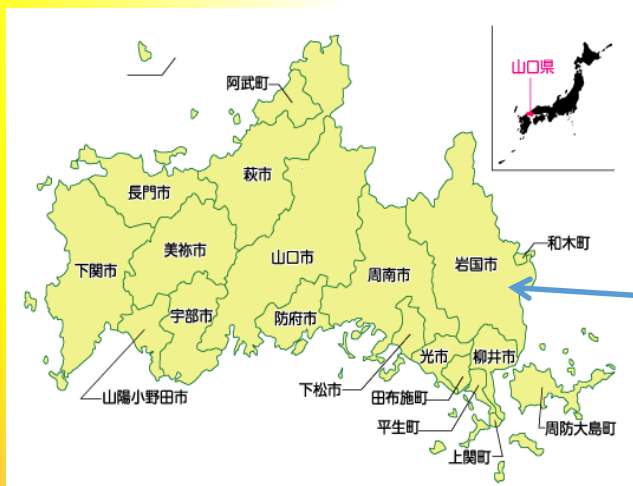 山口県
阿武町
萩市
長門市
和木町
美祢市
山口市
岩国市
下関市
周南市
宇部市
防府市
光市
柳井市
下松市
田布施町
山陽小野田市
平生町
周防大島町
上関町